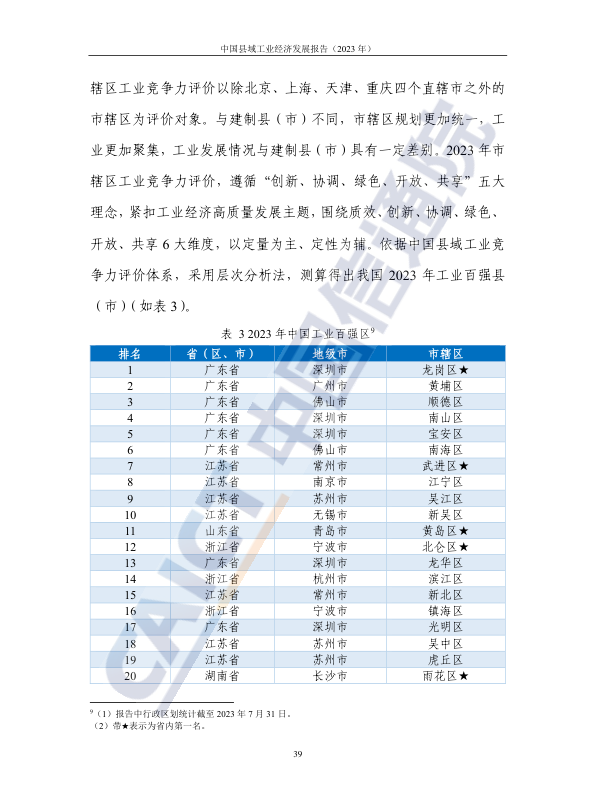 中国县域工业经济发展报告（2023 年）
辖区工业竞争力评价以除北京、上海、天津、重庆四个直辖市之外的
市辖区为评价对象。与建制县（市）不同，市辖区规划更加统一，工
业更加聚集，工业发展情况与建制县（市）具有一定差别。2023 年市
辖区工业竞争力评价，遵循“创新、协调、绿色、开放、共享”五大
理念，紧扣工业经济高质量发展主题，围绕质效、创新、协调、绿色、
开放、共享 6 大维度，以定量为主、定性为辅。依据中国县域工业竞
争力评价体系，采用层次分析法，测算得出我国 2023 年工业百强县
（市）（如表 3）。
表 3 2023 年中国工业百强区9
排名 省（区、市） 地级市 市辖区
1 广东省 深圳市 龙岗区★
2 广东省 广州市 黄埔区
3 广东省 佛山市 顺德区
4 广东省 深圳市 南山区
5 广东省 深圳市 宝安区
6 广东省 佛山市 南海区
7 江苏省 常州市 武进区★
8 江苏省 南京市 江宁区
9 江苏省 苏州市 吴江区
10 江苏省 无锡市 新吴区
11 山东省 青岛市 黄岛区★
12 浙江省 宁波市 北仑区★
13 广东省 深圳市 龙华区
14 浙江省 杭州市 滨江区
15 江苏省 常州市 新北区
16 浙江省 宁波市 镇海区
17 广东省 深圳市 光明区
18 江苏省 苏州市 吴中区
19 江苏省 苏州市 虎丘区
20 湖南省 长沙市 雨花区★
9（1）报告中行政区划统计截至 2023 年 7 月 31 日。
（2）带★表示为省内第一名。
39
CAICT 中国信通院